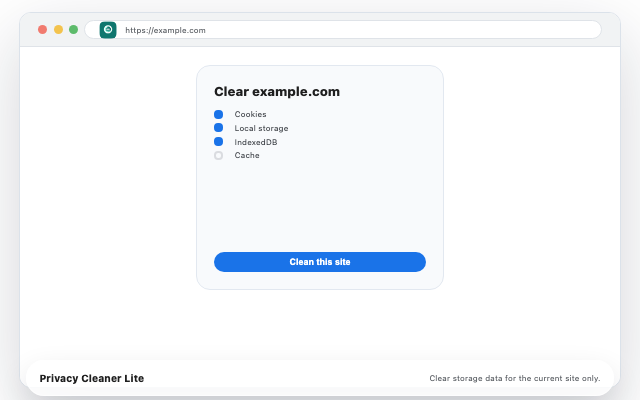 https://example.com
Clear example.com
Cookies
Local storage
IndexedDB
Cache
Clean this site
Privacy Cleaner Lite
Clear storage data for the current site only.